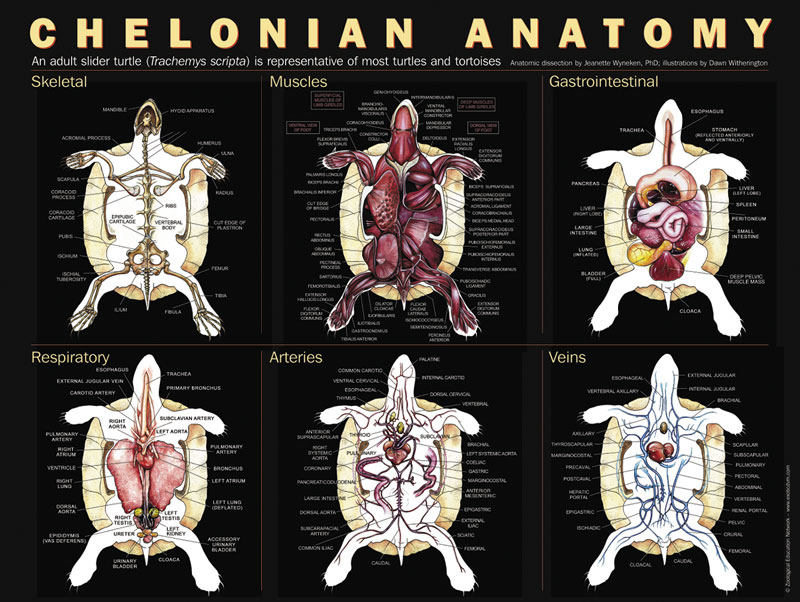 CHELONIAN ANATOMY
An adult slider turtle (Trachemys scripta) is representative of most turtles and tortoises
Anatomic dissection by Jeanette Wyneken, PhD; illustrations by Dawn Witherington
Skeletal
MANDIBLE
HYOID APPARATUS
ACROMIAL PROCESS
HUMERUS
ULNA
SCAPULA
CORACOID
PROCESS
RADIUS
RIBS
CORACOID
CARTILAGE
EPIPUBIC
CARTILAGE
VERTEBRAL
BODY
CUT EDGE OF
PLASTRON
PUBIS
ISCHIUM
FEMUR
ISCHIAL
TUBEROSITY
TIBIA
ILIUM
FIBULA
Muscles
GENIOHYOIDEUS
SUPERFICIAL
MUSCLES OF
LIMB GIRDLES
INTERMANDIBULARIS
DEEP MUSCLES
OF LIMB GIRDLES
BRANCHIO-
MANDIBULARIS
VISCERALIS
VENTRAL
MANDIBULAR
CONSTRICTOR
CORACOHYOIDEUS
MANDIBULAR
DEPRESSOR
VENTRAL VIEW
OF FOOT
DORSAL VIEW
OF FOOT
TRICEPS BRACHII
CONSTRICTOR
COLLI
DELTOIDEUS
FLEXOR BREVIS
SUPRAFICIALIS
EXTENSOR
RADIALIS
LONGUS
EXTENSOR
DIGITORUM
COMMUNIS
PALMARIS LONGUS
BICEPS BRACHII
BRACHIALIS INFERIOR
BICEPS SUPRAFICIALIS
CUT EDGE
OF BRIDGE
SUPRACORACOIDEUS
ANTERIOR PART
ACROMIAL LIGAMENT
CORACOBRACHIALIS
PECTORALIS
BICEPS MEDIAL HEAD
SUPRACORACOIDEUS
POSTERIOR PART
RECTUS
ABDOMINUS
PUBOISCHIOFEMORALIS
EXTERNUS
OBLIQUE
ABDOMINUS
PUBOISCHIOFEMORALIS
INTERNUS
PECTINEAL
PROCESS
TRANSVERSE ABDOMINUS
SARTORIUS
FEMOROTIBIALIS
PUBOISCHIADIC
LIGAMENT
EXTENSOR
HALLUCIS LONGUS
URACUS
FLEXOR
DIGITORUM
COMMUNIS
EXTENSOR
DIGITORUM
COMMUNIS
DILATOR
CLOACAE
FLEXOR
CAUDAE
LATERALIS
ILIOFIBULARIS
ISCHIOCOCCYGEUS
ILIOTIBIALIS
SEMITENDINOSUS
GASTROCNEMIUS
TIBIALIS ANTERIOR
PERONEUS
ANTERIOR
Gastrointestinal
ESOPHAGUS
TRACHEA
STOMACH
(REFLECTED ANTERIORLY
AND VENTRALLY)
PANCREAS
LIVER
(LEFT LOBE)
SPLEEN
LIVER
(RIGHT LOBE)
PERITONEUM
LARGE
INTESTINE
SMALL
INTESTINE
LUNG
(INFLATED)
BLADDER
(FULL)
DEEP PELVIC
MUSCLE MASS
CLOACA
Respiratory
ESOPHAGUS
TRACHEA
EXTERNAL JUGULAR VEIN
PRIMARY BRONCHUS
CAROTID ARTERY
SUBCLAVIAN ARTERY
RIGHT
AORTA
LEFT AORTA
PULMONARY
ARTERY
PULMONARY
ARTERY
RIGHT
ATRIUM
BRONCHUS
VENTRICLE
LEFT ATRIUM
RIGHT
LUNG
LEFT LUNG
(DEFLATED)
DORSAL
AORTA
RIGHT
TESTIS
LEFT
TESTIS
EPIDIDYMIS
(VAS DEFERENS)
URETER
LEFT
KIDNEY
ACCESSORY
URINARY
BLADDER
URINARY
BLADDER
CLOACA
Arteries
PALATINE
COMMON CAROTID
INTERNAL CAROTID
VENTRAL CERVICAL
ESOPHAGEAL
DORSAL CERVICAL
THYMUS
VERTEBRAL
ANTERIOR
SUPRASCAPULAR
THYROID
SUBCLAVIAN
RIGHT
SYSTEMIC
AORTA
PULMONARY
BRACHIAL
LEFT SYSTEMIC AORTA
COELIAC
CORONARY
GASTRIC
PANCREATICODUODENAL
MARGINOCOSTAL
ANTERIOR
MESENTERIC
LARGE INTESTINE
DORSAL AORTA
EPIGASTRIC
SUBCARAPACIAL
ARTERY
EXTERNAL
ILIAC
SCIATIC
COMMON ILIAC
FEMORAL
CAUDAL
Veins
ESOPHAGEAL
EXTERNAL JUGULAR
VERTEBRAL AXILLARY
INTERNAL JUGULAR
BRACHIAL
AXILLARY
THYROSCAPULAR
SCAPULAR
MARGINOCOSTAL
SUBSCAPULAR
PRECAVAL
PULMONARY
POSTCAVAL
PECTORAL
HEPATIC
PORTAL
ABDOMINAL
VERTEBRAL
EPIGASTRIC
RENAL PORTAL
ISCHIADIC
PELVIC
CRURAL
FEMORAL
CLOACAL
CAUDAL
© Zoological Education Network – www.exoticdvm.com